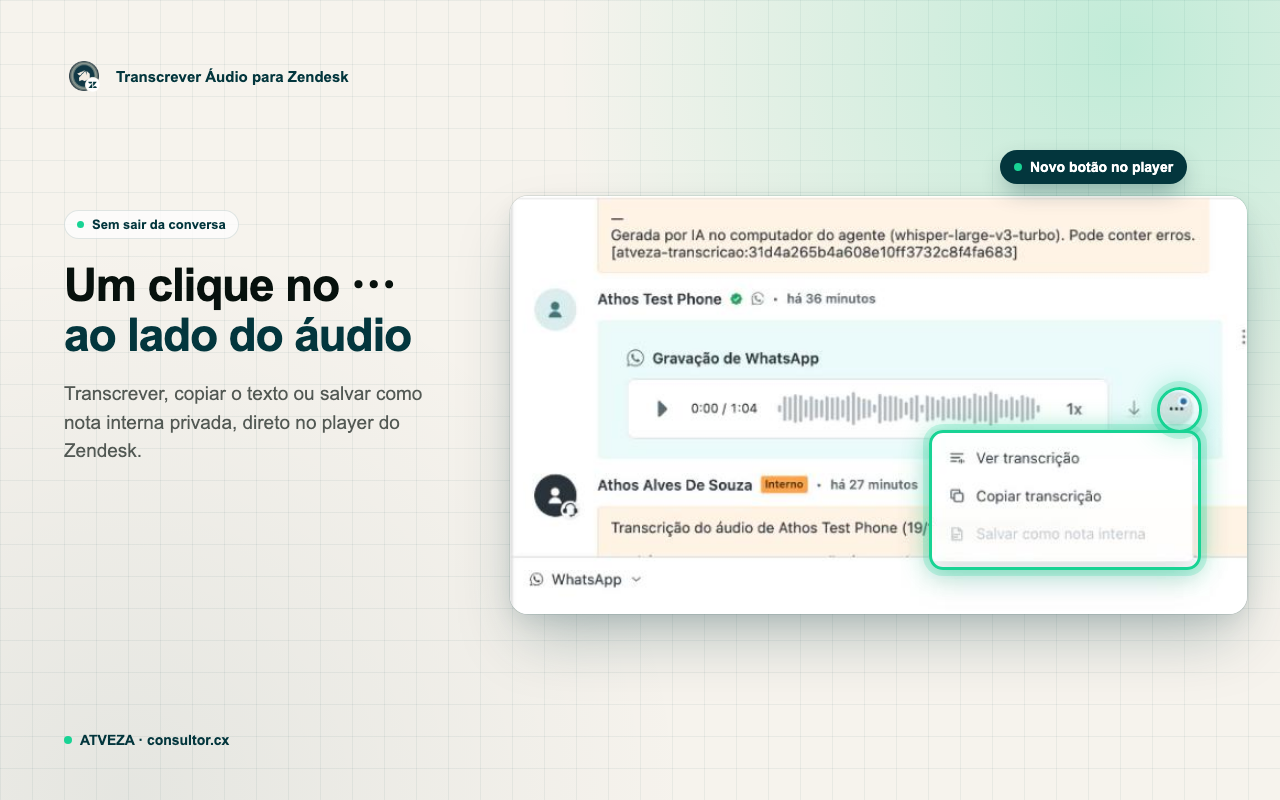 Transcrever Áudio para Zendesk
Novo botão no player
Sem sair da conversa
Um clique no ···
ao lado do áudio
Transcrever, copiar o texto ou salvar como
nota interna privada, direto no player do
Zendesk.
—
Gerada por IA no computador do agente (whisper-large-v3-turbo). Pode conter erros.
[atveza-transcricao:31d4a265b4a608e10ff3732c8f4fa683]
Athos Test Phone • há 36 minutos
Gravação de WhatsApp
0:00 / 1:04 1x
Ver transcrição
Copiar transcrição
Salvar como nota interna
Athos Alves De Souza Interno • há 27 minutos
Transcrição do áudio de Athos Test Phone (19/
WhatsApp
ATVEZA · consultor.cx